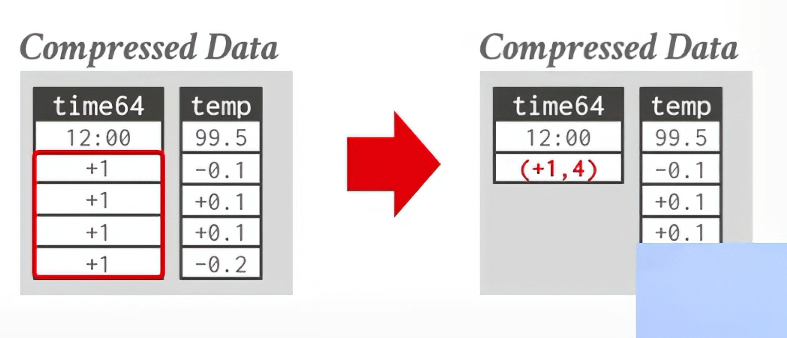 Compressed Data
time64 temp
12:00 99.5
+1 -0.1
+1 +0.1
+1 +0.1
+1 -0.2
Compressed Data
time64 temp
12:00 99.5
(+1,4) -0.1
+0.1
+0.1